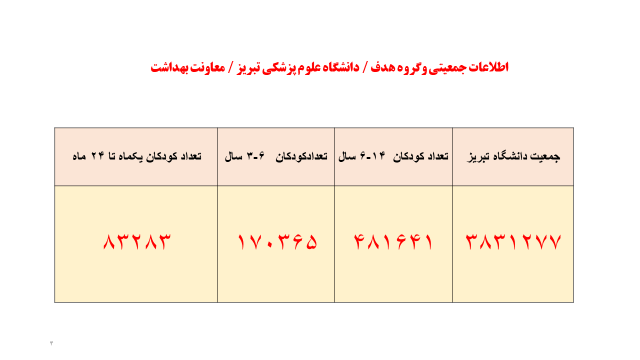 اطلاعات جمعیتی وگروه هدف / دانشگاه علوم پزشکی تبریز / معاونت بهداشت
جمعیت دانشگاه تبریز
تعداد کودکان ۱۴-۶ سال
تعدادکودکان ۶-۳ سال
تعداد کودکان یکماه تا ۲۴ ماه
۳۸۳۱۲۷۷
۴۸۱۶۴۱
۱۷۰۳۶۵
۸۳۲۸۳
۲